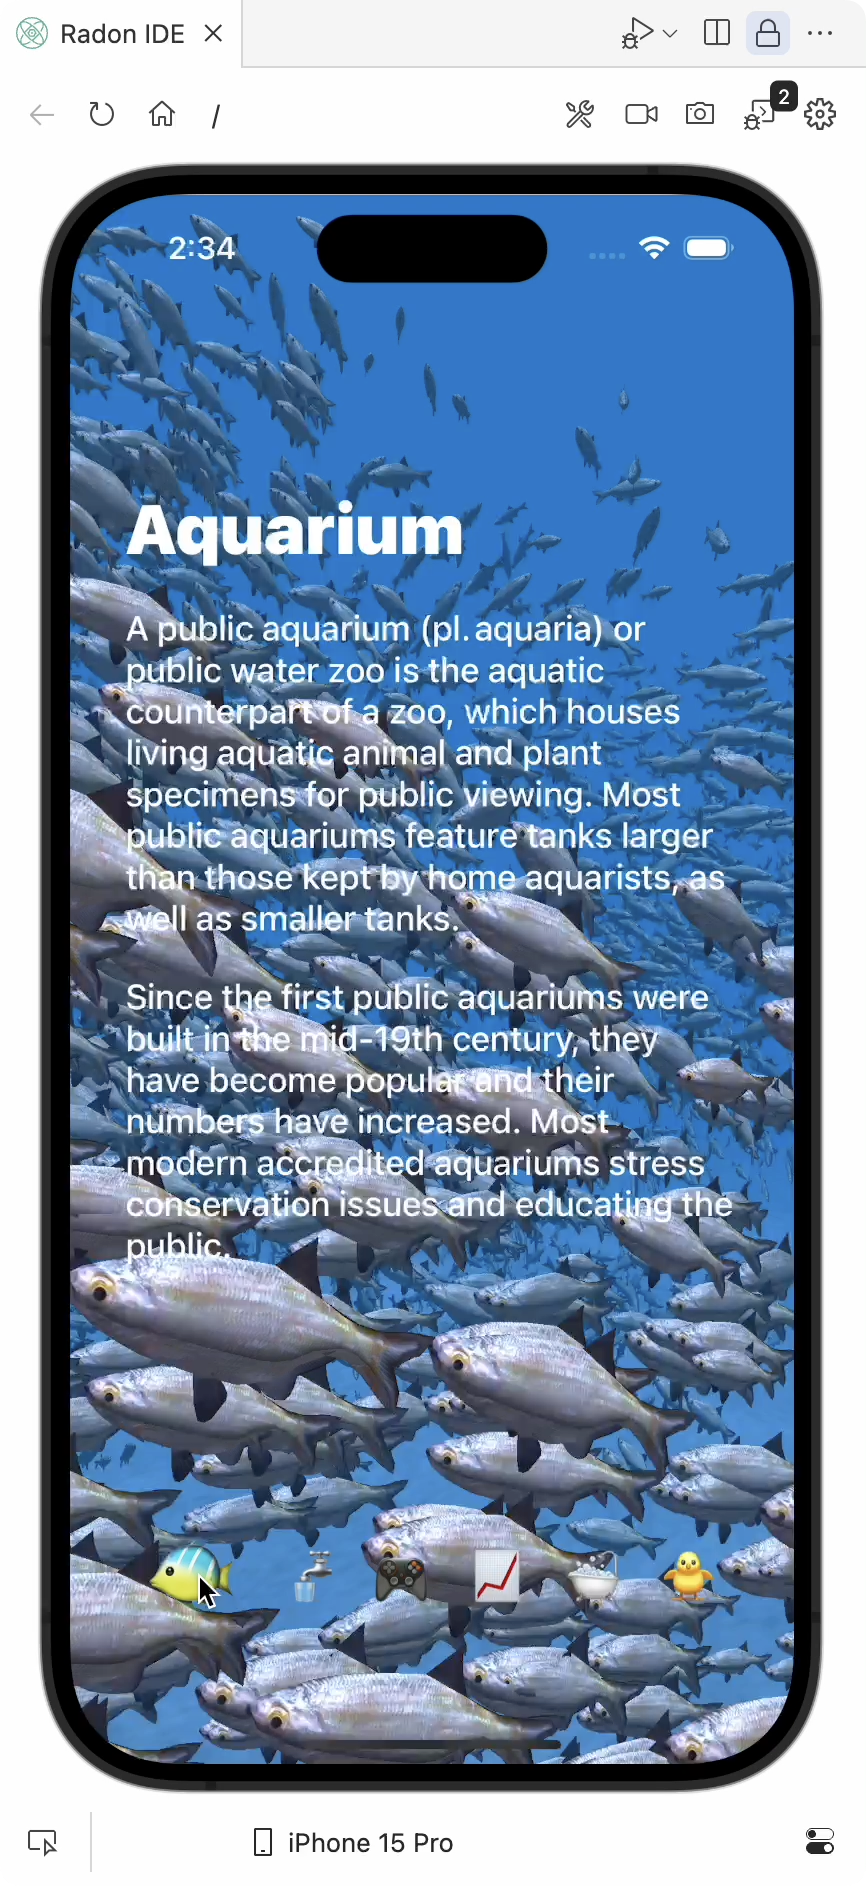 Radon IDE
/
2
2:34
Aquarium
A public aquarium (pl. aquaria) or
public water zoo is the aquatic
counterpart of a zoo, which houses
living aquatic animal and plant
specimens for public viewing. Most
public aquariums feature tanks larger
than those kept by home aquarists, as
well as smaller tanks.
Since the first public aquariums were
built in the mid-19th century, they
have become popular and their
numbers have increased. Most
modern accredited aquariums stress
conservation issues and educating the
public.
iPhone 15 Pro